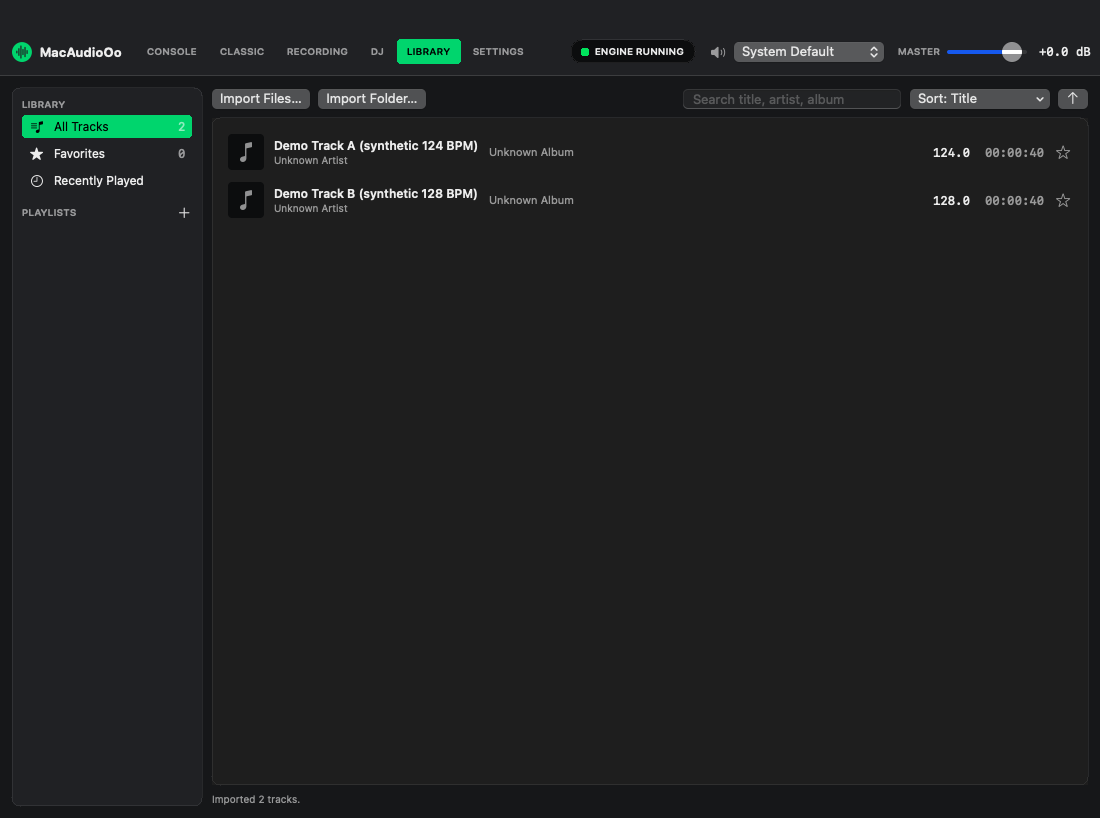 MacAudioOo CONSOLE CLASSIC RECORDING DJ LIBRARY SETTINGS ENGINE RUNNING System Default MASTER +0.0 dB
LIBRARY
All Tracks 2
Favorites 0
Recently Played
PLAYLISTS
Import Files... Import Folder... Search title, artist, album Sort: Title
Demo Track A (synthetic 124 BPM) Unknown Album 124.0 00:00:40
Unknown Artist
Demo Track B (synthetic 128 BPM) Unknown Album 128.0 00:00:40
Unknown Artist
Imported 2 tracks.